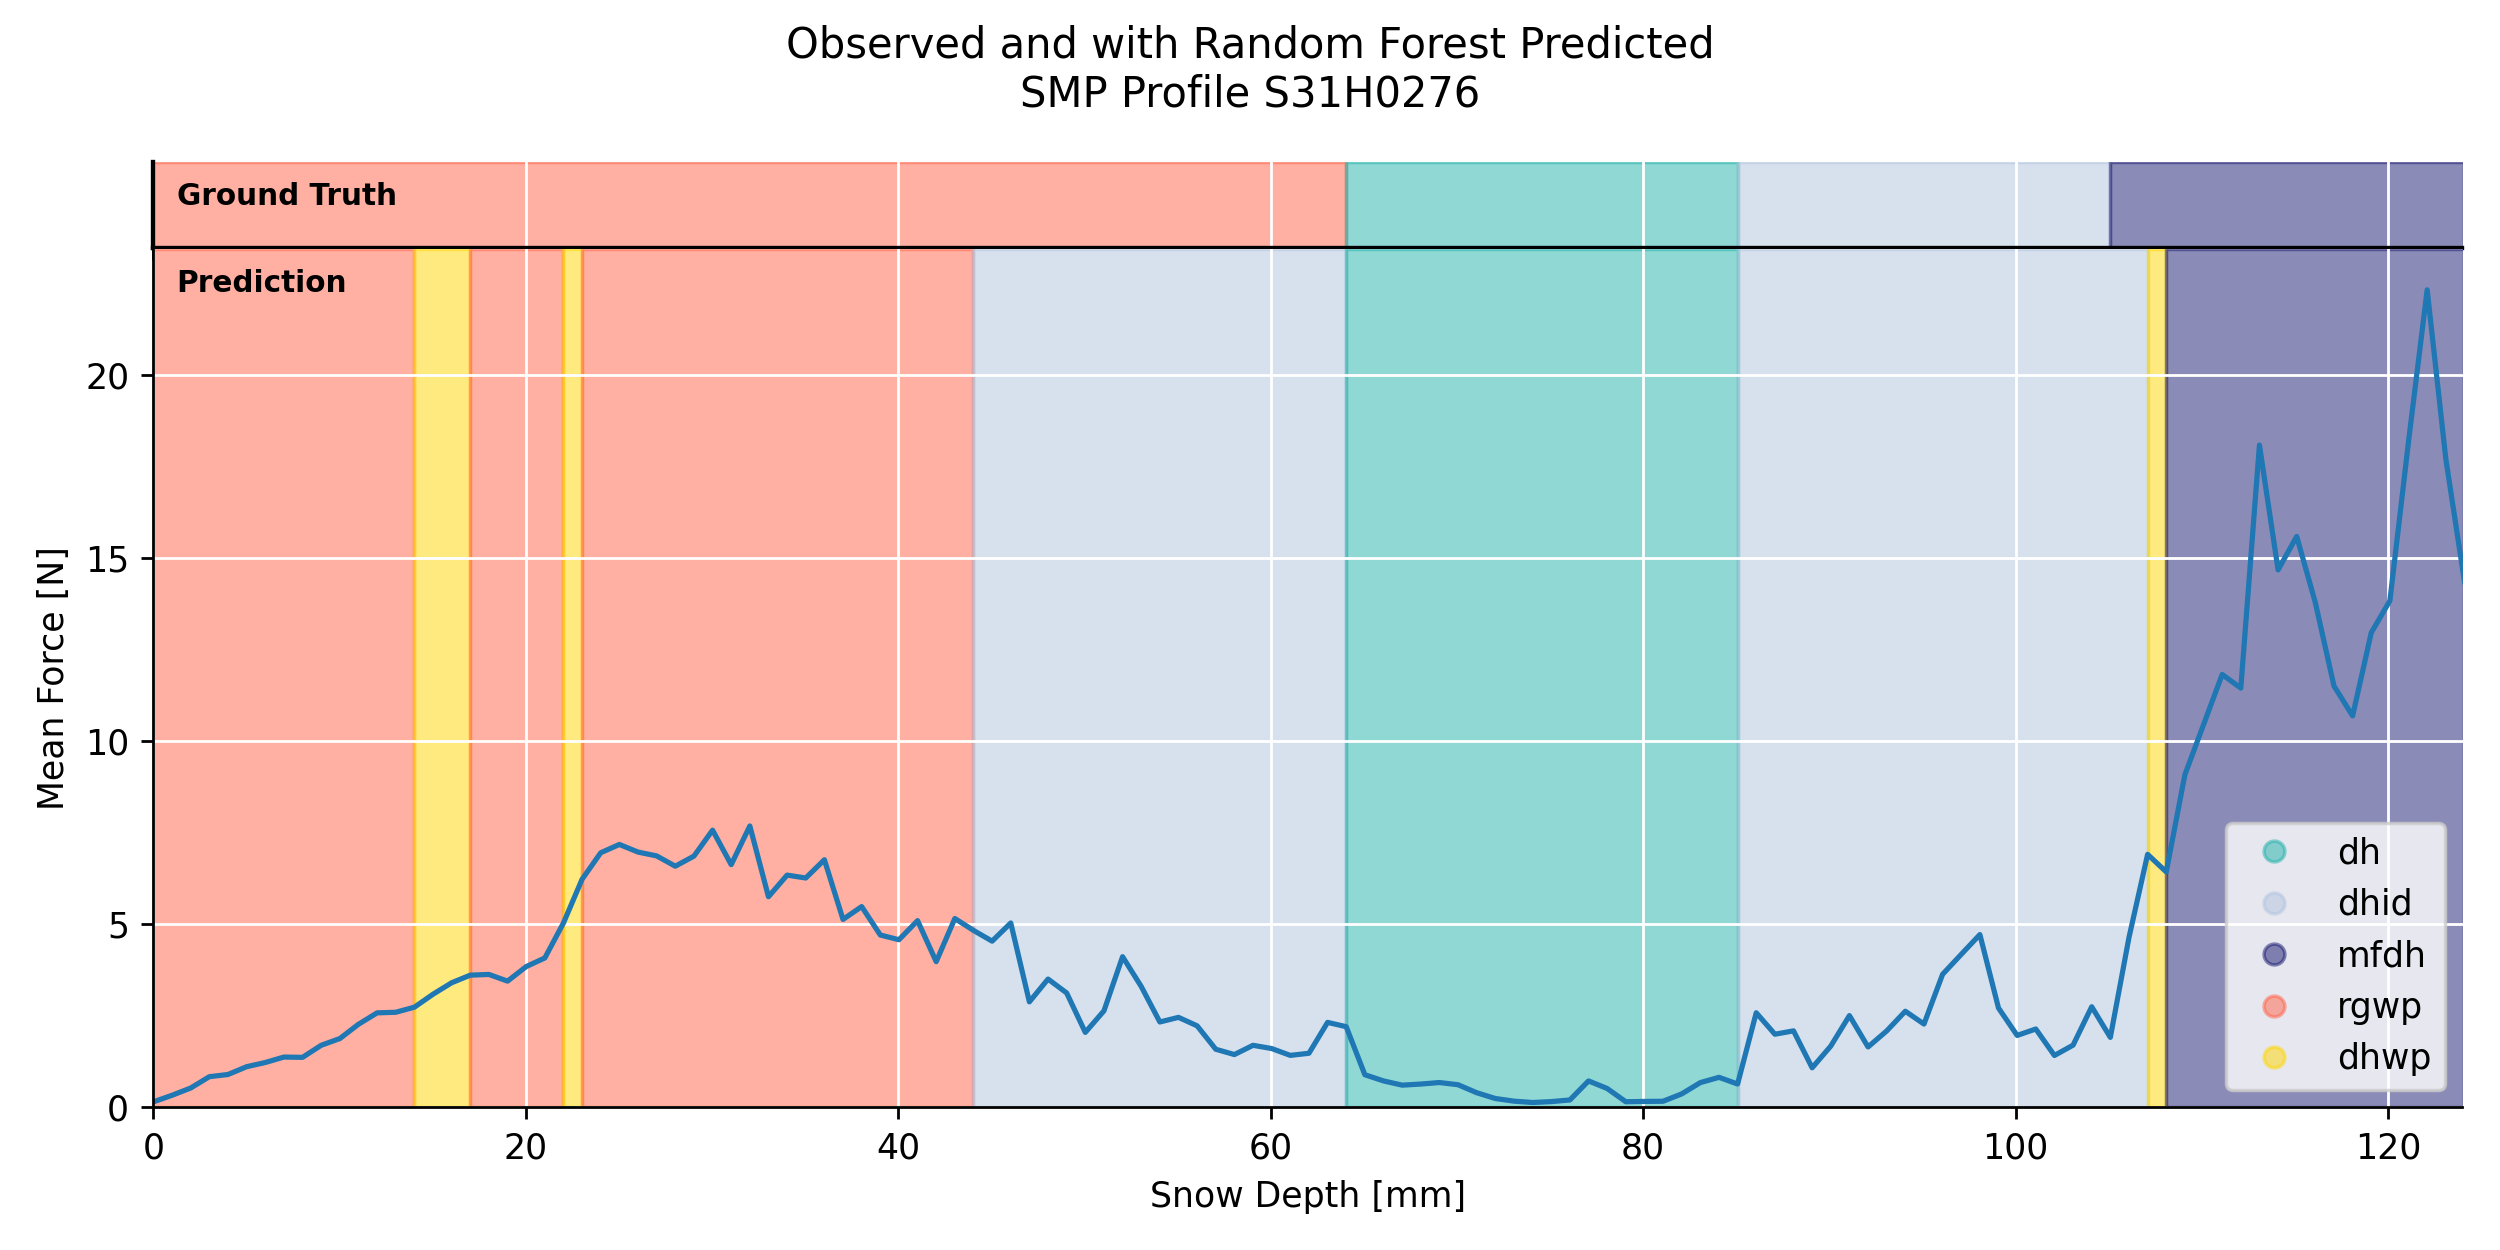 Observed and with Random Forest Predicted
SMP Profile S31H0276
Ground Truth
Prediction
20
15
10
5
0
Mean Force [N]
dh
dhid
mfdh
rgwp
dhwp
0 20 40 60 80 100 120
Snow Depth [mm]